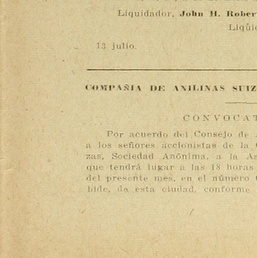 Liquidador, John H. Rober
Liqui
13 julio.
COMPAÑIA DE ANILINAS SUIZ
CONVOCAT
Por acuerdo del Consejo de
a los señores accionistas de la
zas, Sociedad Anónima, a la As
que tendrá lugar a las 18 horas
del presente mes, en el número
hide, de esta ciudad, conforme